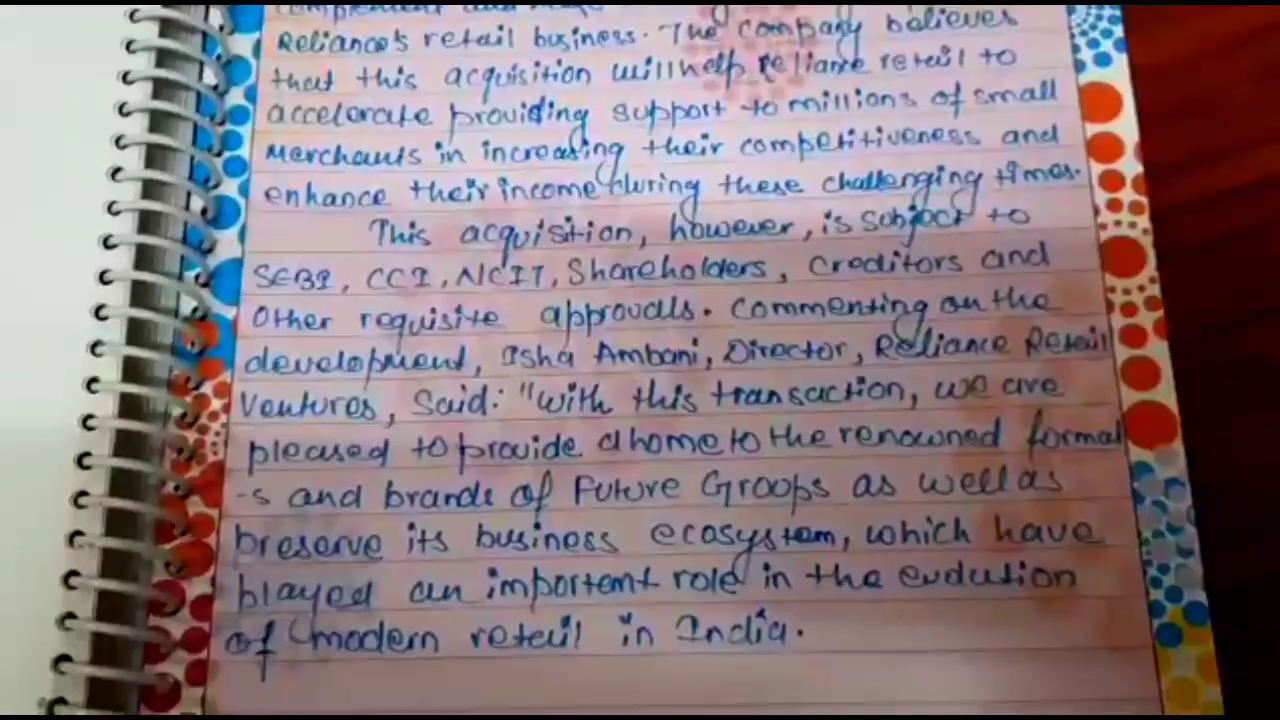 Reliance's retail business. The company believes
that this acquisition will help reliance retail to
accelerate providing support to millions of small
Merchants in increasing their competitiveness and
enhance their income during these challenging times.
This acquisition, however, is subject to
SEBI, CCI, NCIT, Shareholders, Creditors and
Other requisite approvals. Commenting on the
development, isha Ambani, Director, Reliance Retail
Ventures, Said: "With this transaction, we are
pleased to provide a home to the renowned format
-s and brands of Future Groops as well as
preserve its business ecosystem, which have
played an importent role in the evolution
of modern retail in India.